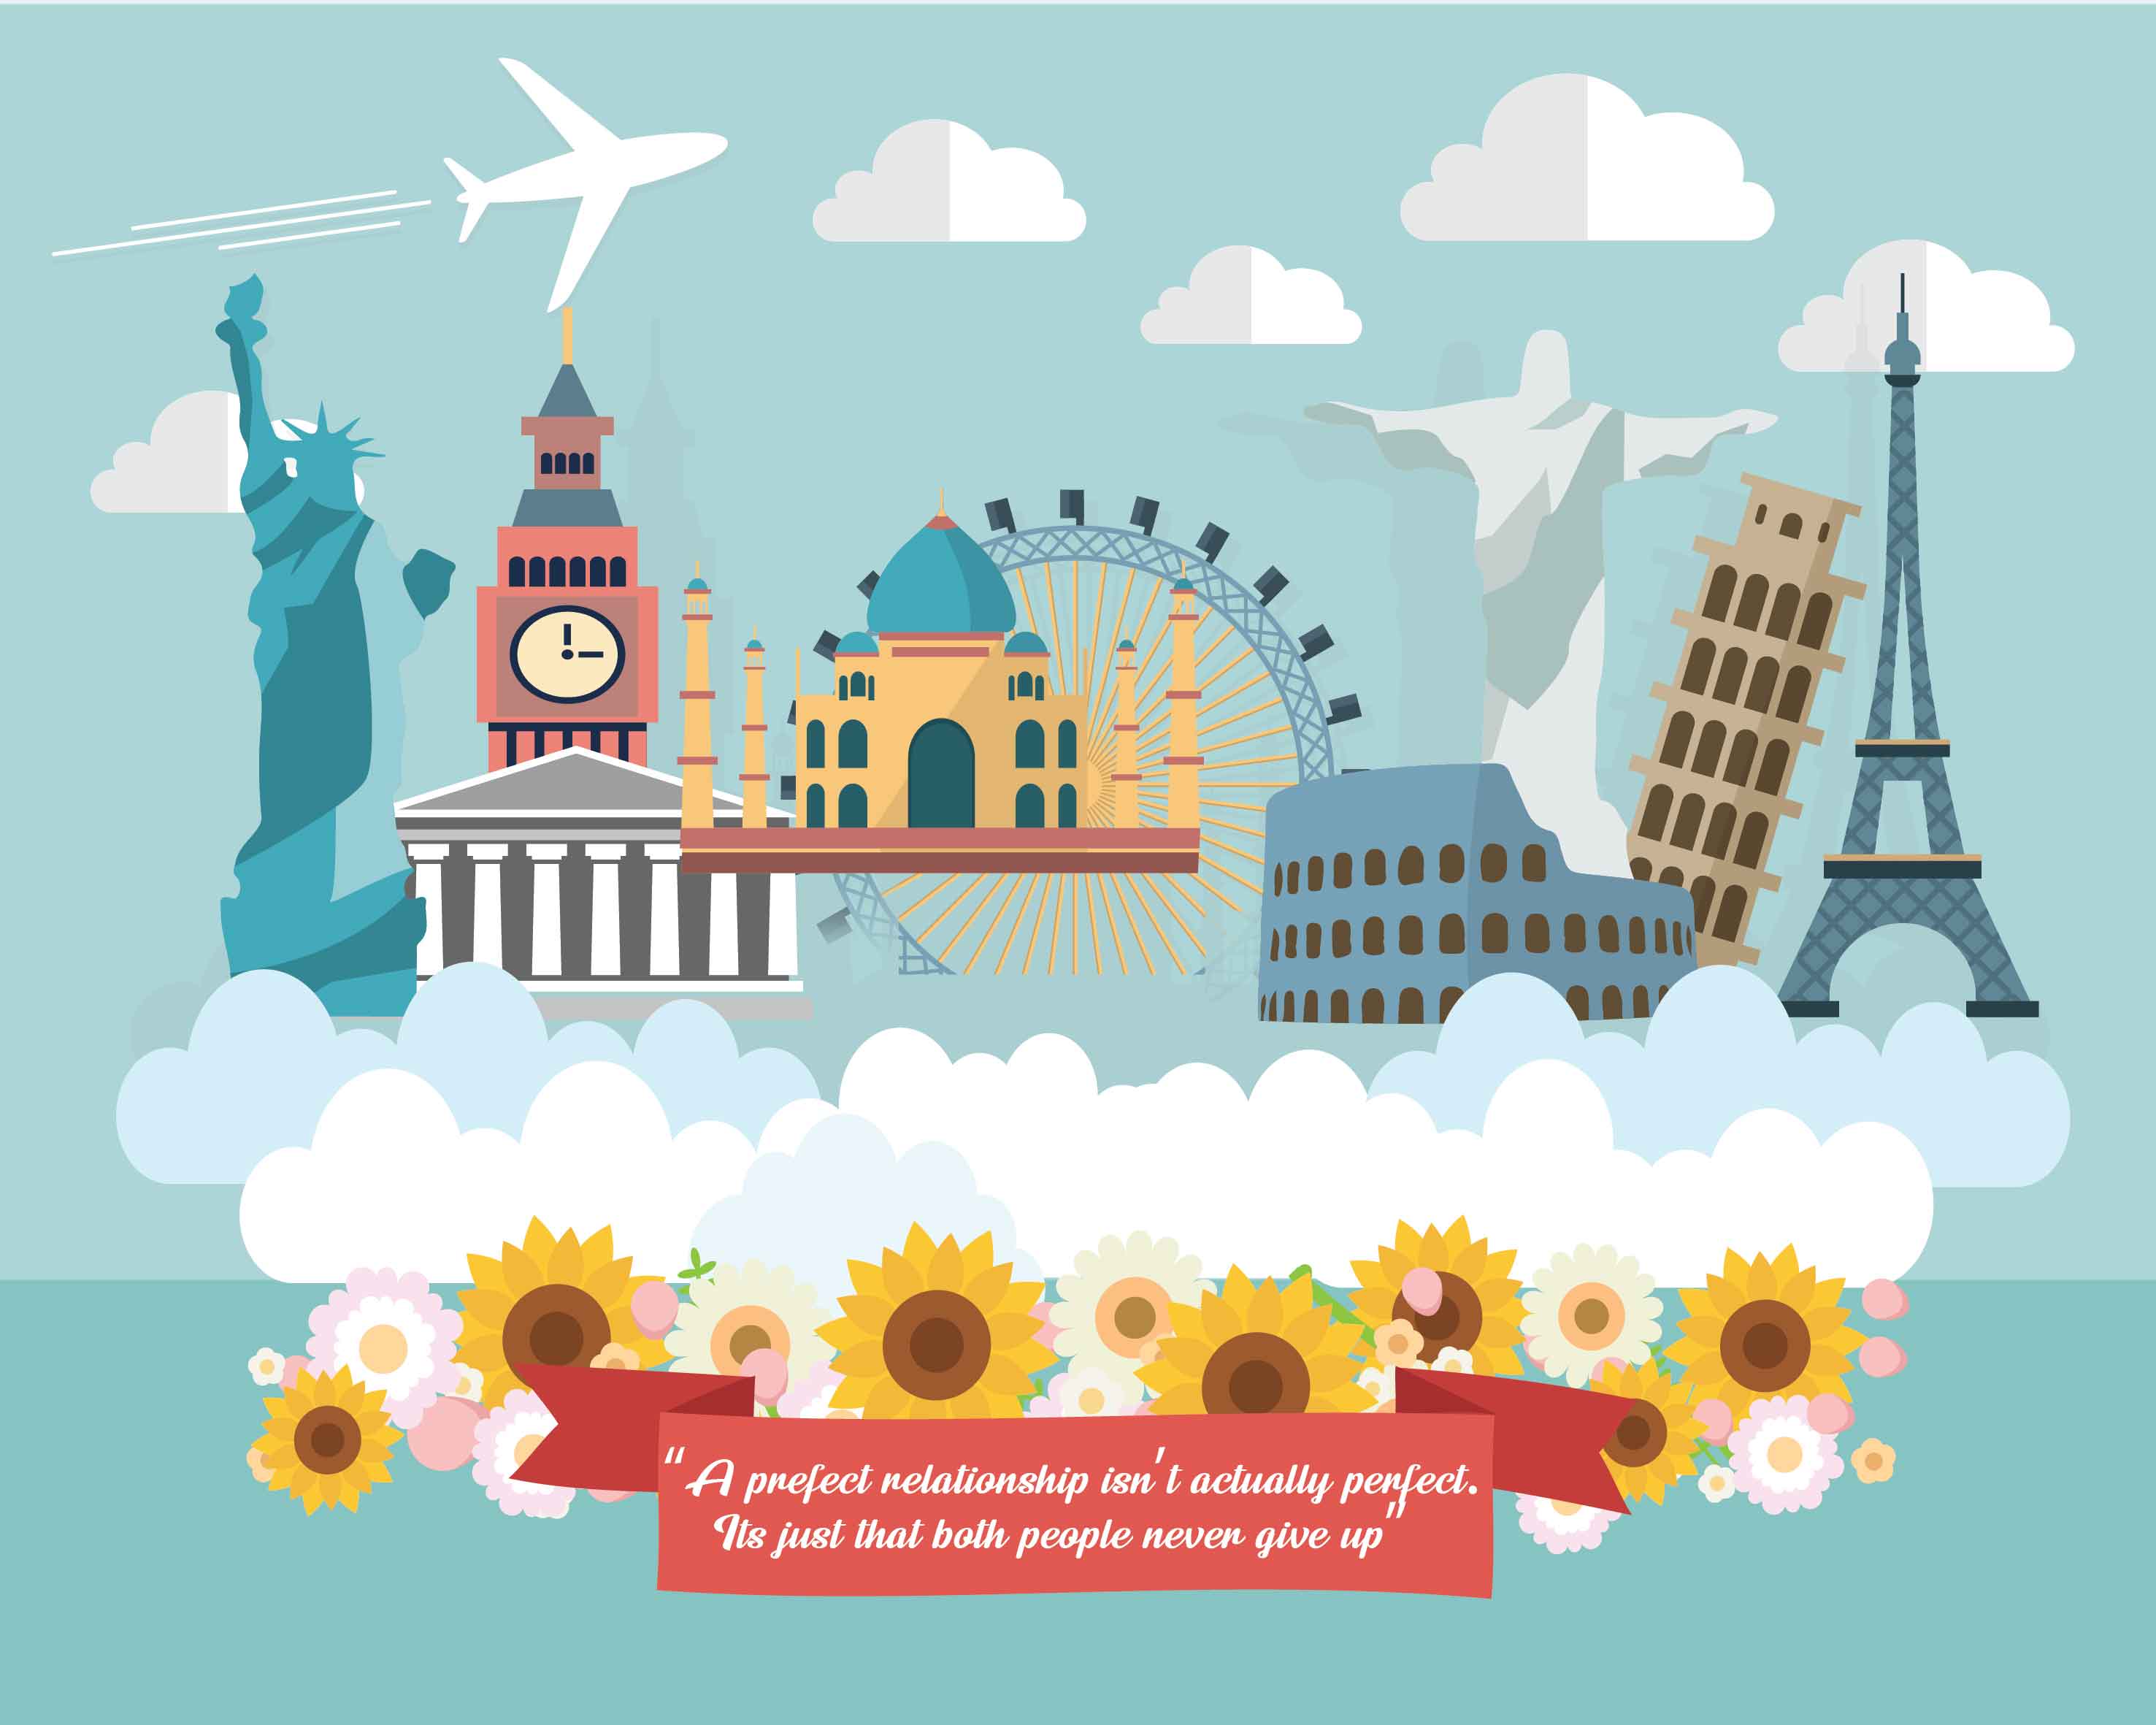 “A prefect relationship isn't actually perfect.
Its just that both people never give up”